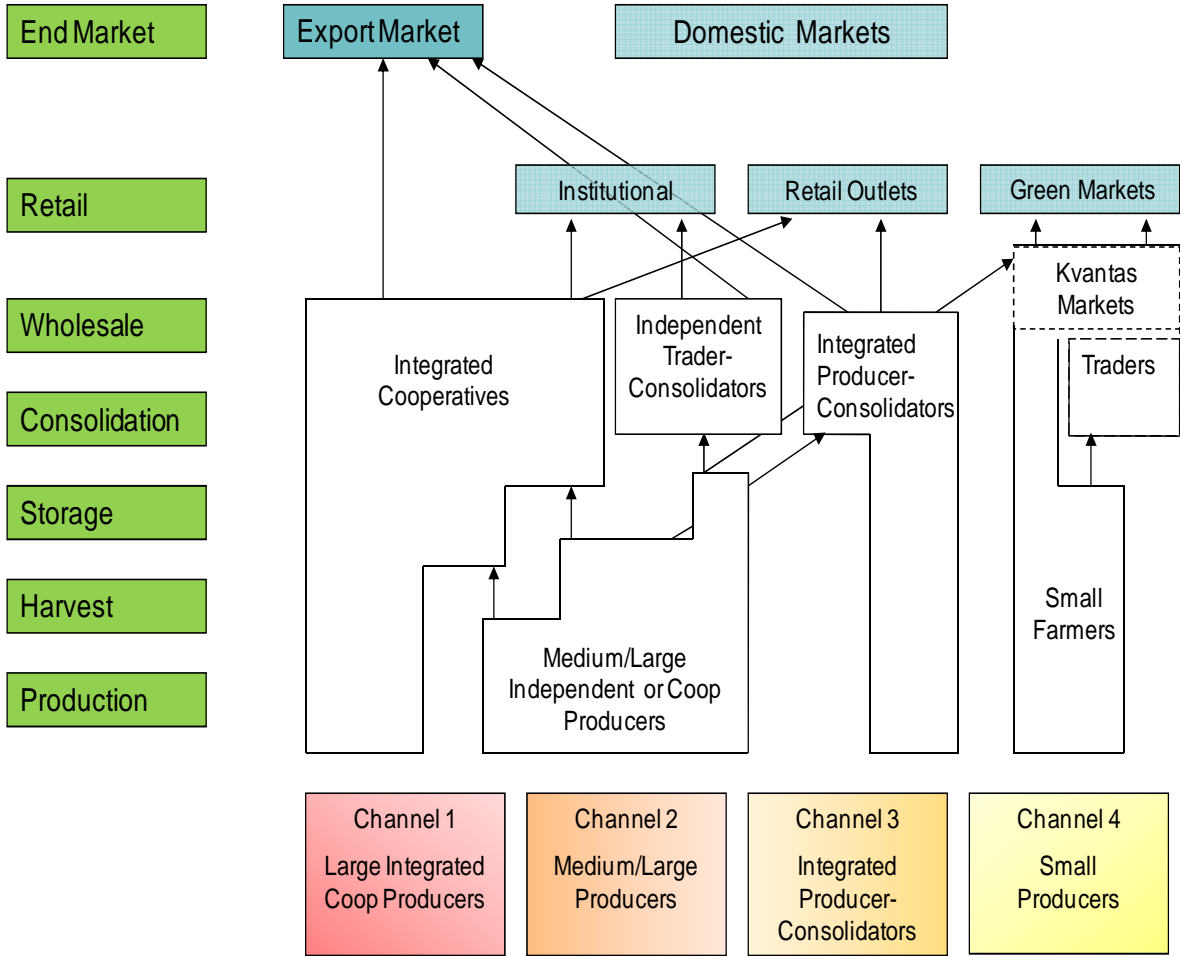 End Market
Export Market
Domestic Markets
Retail
Institutional
Retail Outlets
Green Markets
Wholesale
Consolidation
Storage
Harvest
Production
Integrated
Cooperatives
Independent
Trader-
Consolidators
Integrated
Producer-
Consolidators
Kvantas
Markets
Traders
Medium/Large
Independent or Coop
Producers
Small
Farmers
Channel 1
Large Integrated
Coop Producers
Channel 2
Medium/Large
Producers
Channel 3
Integrated
Producer-
Consolidators
Channel 4
Small
Producers